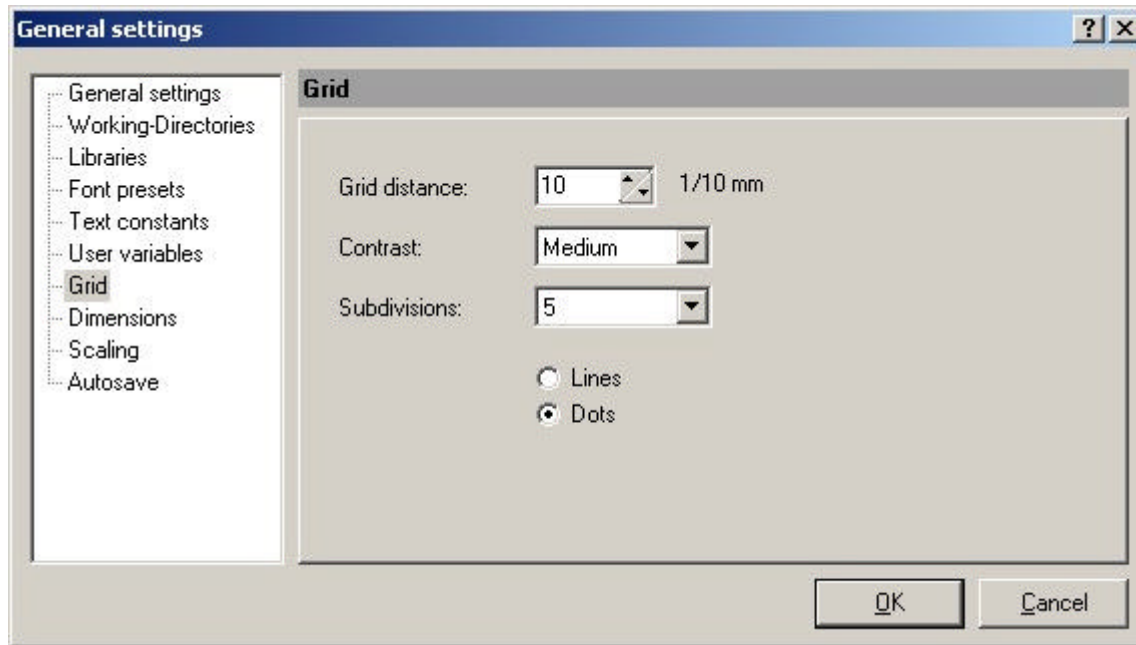 General settings
General settings
Working-Directories
Libraries
Font presets
Text constants
User variables
Grid
Dimensions
Scaling
Autosave
Grid
Grid distance: 10 1/10 mm
Contrast: Medium
Subdivisions: 5
Lines
Dots
OK Cancel